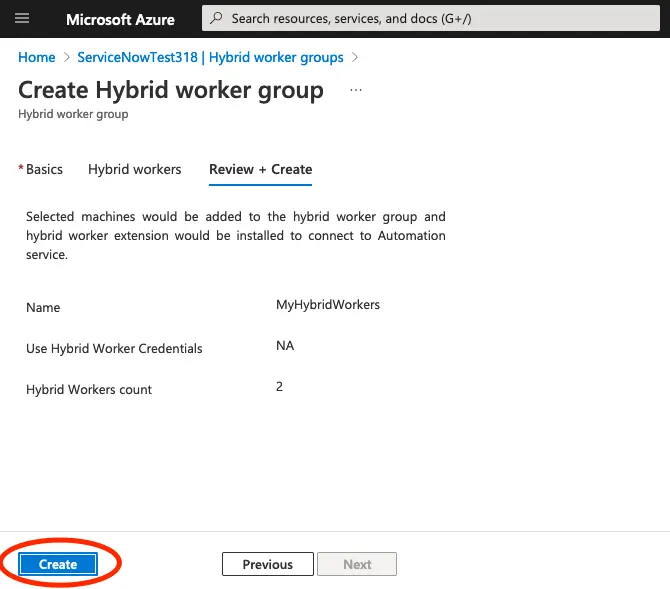 Microsoft Azure
Search resources, services, and docs (G+/)
Home > ServiceNowTest318 | Hybrid worker groups >
Create Hybrid worker group ...
Hybrid worker group
* Basics Hybrid workers Review + Create
Selected machines would be added to the hybrid worker group and
hybrid worker extension would be installed to connect to Automation
service.
Name MyHybridWorkers
Use Hybrid Worker Credentials NA
Hybrid Workers count 2
Create Previous Next